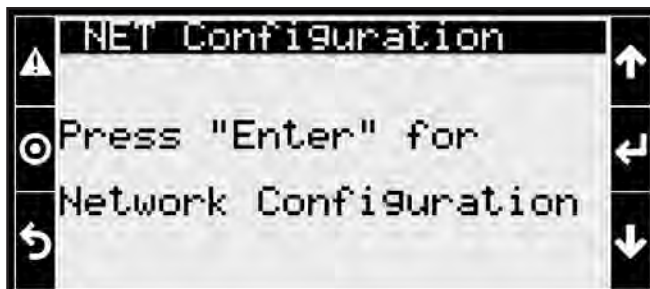 NET Configuration
Press "Enter" for
Network Configuration